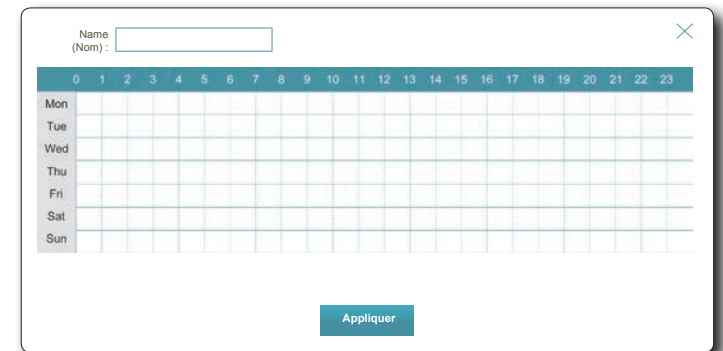 Name
(Nom) :
0 1 2 3 4 5 6 7 8 9 10 11 12 13 14 15 16 17 18 19 20 21 22 23
Mon
Tue
Wed
Thu
Fri
Sat
Sun
Appliquer